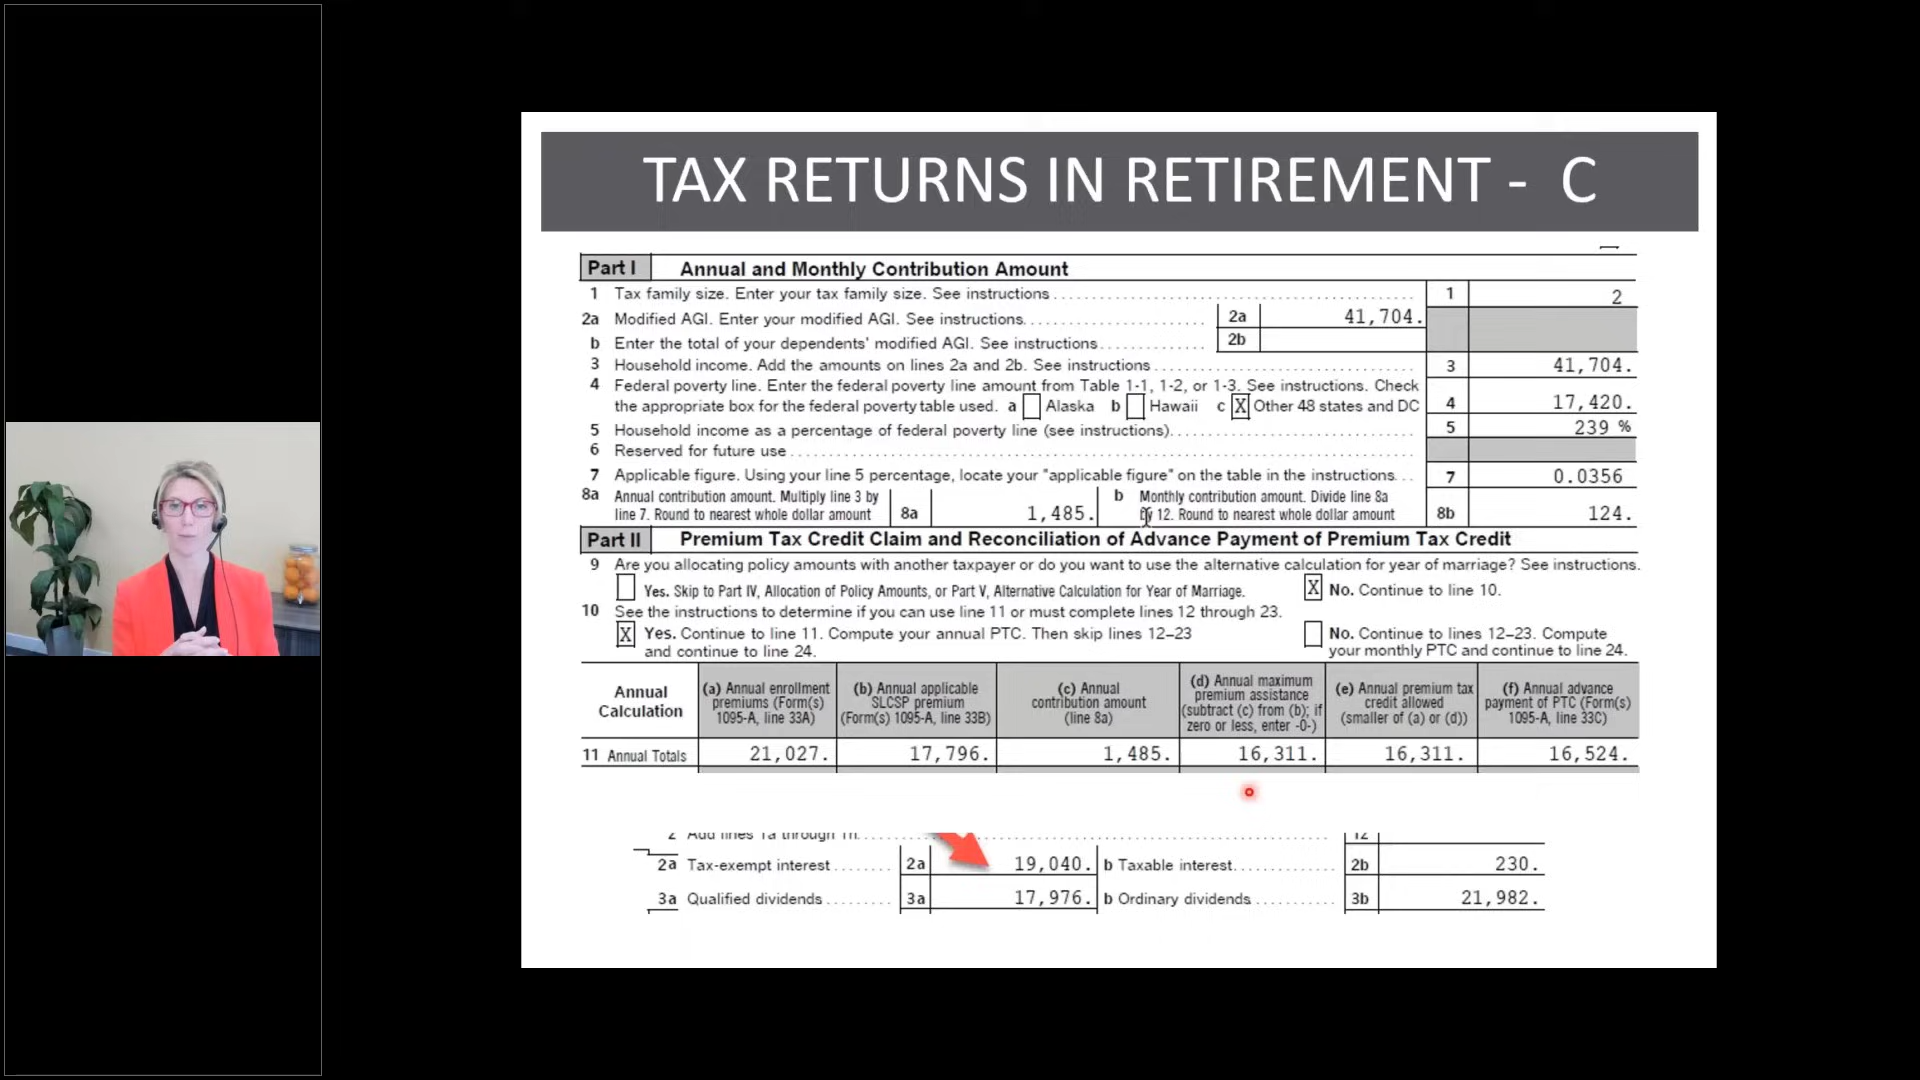 TAX RETURNS IN RETIREMENT - C
Part I Annual and Monthly Contribution Amount
1 Tax family size. Enter your tax family size. See instructions 1 2
2a Modified AGI. Enter your modified AGI. See instructions. 2a 41,704.
b Enter the total of your dependents' modified AGI. See instructions 2b
3 Household income. Add the amounts on lines 2a and 2b. See instructions 3 41,704.
4 Federal poverty line. Enter the federal poverty line amount from Table 1-1, 1-2, or 1-3. See instructions. Check
the appropriate box for the federal poverty table used. a Alaska b Hawaii c X Other 48 states and DC 4 17,420.
5 Household income as a percentage of federal poverty line (see instructions). 5 239 %
6 Reserved for future use
7 Applicable figure. Using your line 5 percentage, locate your "applicable figure" on the table in the instructions. 7 0.0356
8a Annual contribution amount. Multiply line 3 by
line 7. Round to nearest whole dollar amount 8a 1,485.
b Monthly contribution amount. Divide line 8a
by 12. Round to nearest whole dollar amount 8b 124.
Part II Premium Tax Credit Claim and Reconciliation of Advance Payment of Premium Tax Credit
9 Are you allocating policy amounts with another taxpayer or do you want to use the alternative calculation for year of marriage? See instructions.
Yes. Skip to Part IV, Allocation of Policy Amounts, or Part V, Alternative Calculation for Year of Marriage. X No. Continue to line 10.
10 See the instructions to determine if you can use line 11 or must complete lines 12 through 23.
X Yes. Continue to line 11. Compute your annual PTC. Then skip lines 12–23
and continue to line 24.
No. Continue to lines 12–23. Compute
your monthly PTC and continue to line 24.
Annual
Calculation
(a) Annual enrollment
premiums (Form(s)
1095-A, line 33A)
(b) Annual applicable
SLCSP premium
(Form(s) 1095-A, line 33B)
(c) Annual
contribution amount
(line 8a)
(d) Annual maximum
premium assistance
(subtract (c) from (b); if
zero or less, enter -0-)
(e) Annual premium tax
credit allowed
(smaller of (a) or (d))
(f) Annual advance
payment of PTC (Form(s)
1095-A, line 33C)
11 Annual Totals 21,027. 17,796. 1,485. 16,311. 16,311. 16,524.
2a Tax-exempt interest 2a 19,040. b Taxable interest. 2b 230.
3a Qualified dividends 3a 17,976. b Ordinary dividends 3b 21,982.